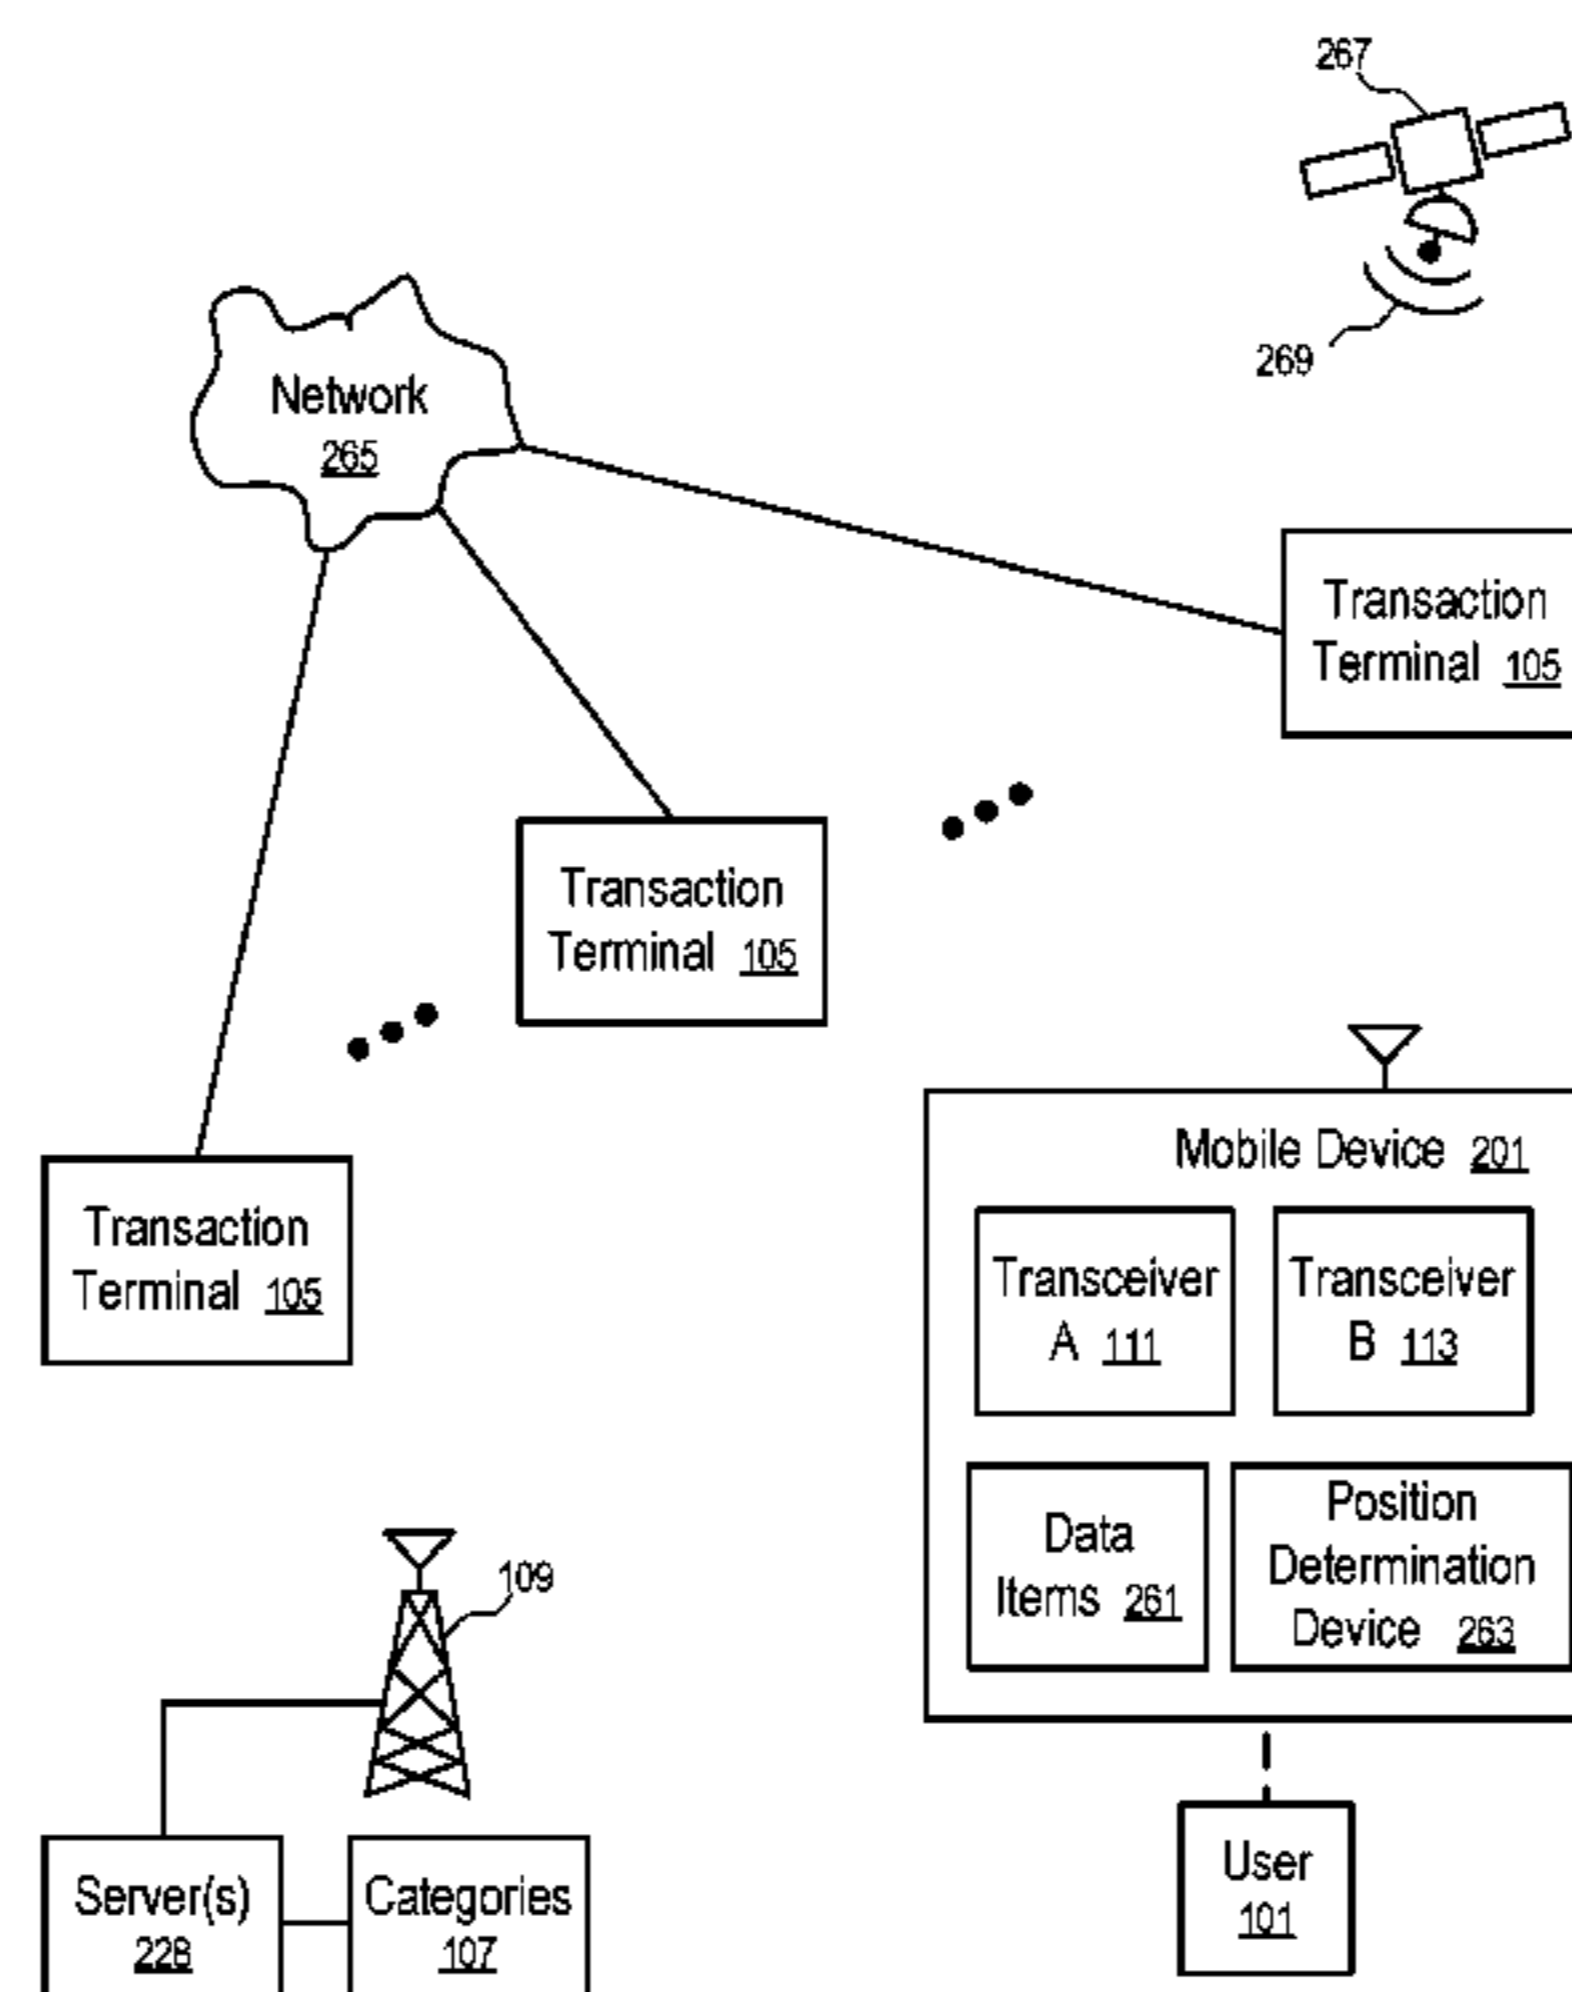 267
269
Network
265
Transaction
Terminal 105
Transaction
Terminal 105
Transaction
Terminal 105
Mobile Device 201
Transceiver
A 111
Transceiver
B 113
Data
Items 261
Position
Determination
Device 263
109
Server(s)
228
Categories
107
User
101